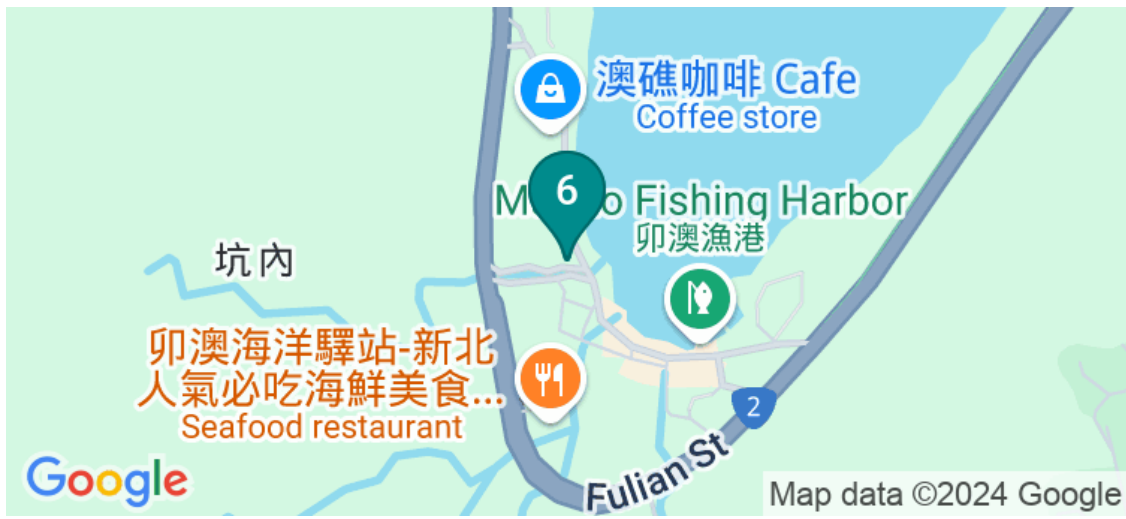 澳礁咖啡 Cafe
Coffee store
6
Fishing Harbor
卯澳漁港
坑內
卯澳海洋驛站-新北
人氣必吃海鮮美食...
Seafood restaurant
2
Fulian St
Google
Map data ©2024 Google